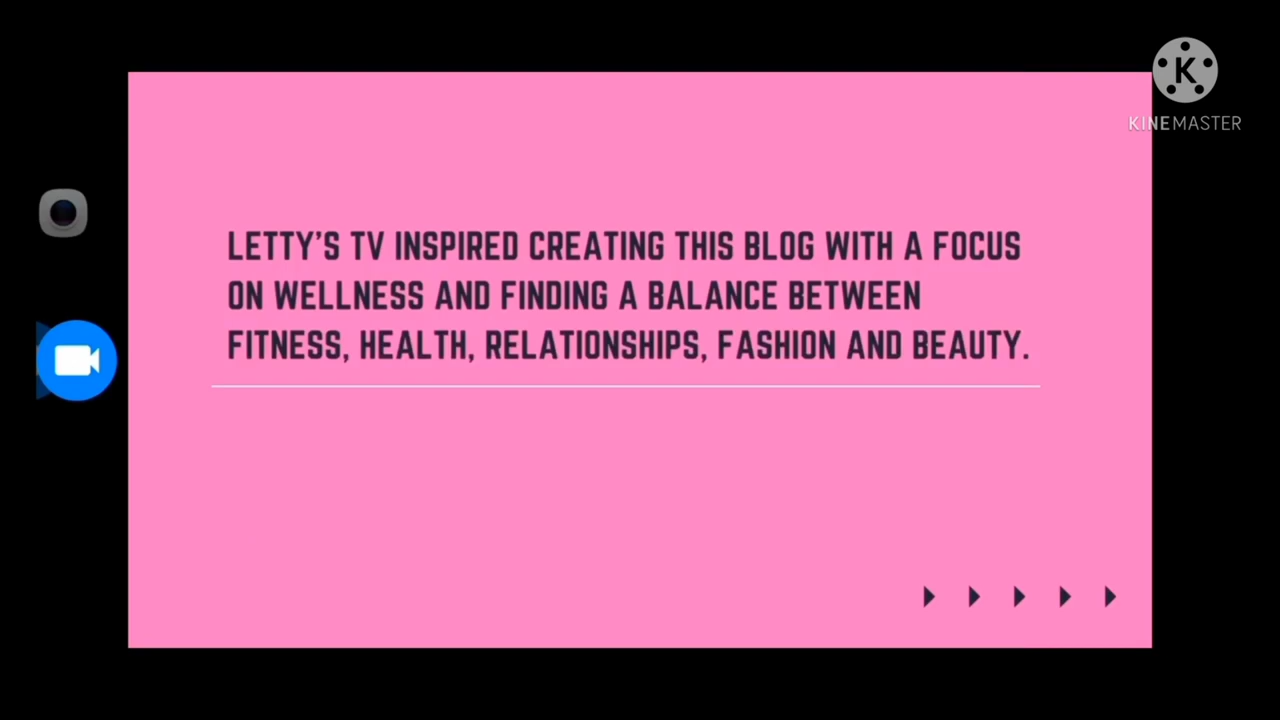 KINEMASTER
LETTY'S TV INSPIRED CREATING THIS BLOG WITH A FOCUS
ON WELLNESS AND FINDING A BALANCE BETWEEN
FITNESS, HEALTH, RELATIONSHIPS, FASHION AND BEAUTY.